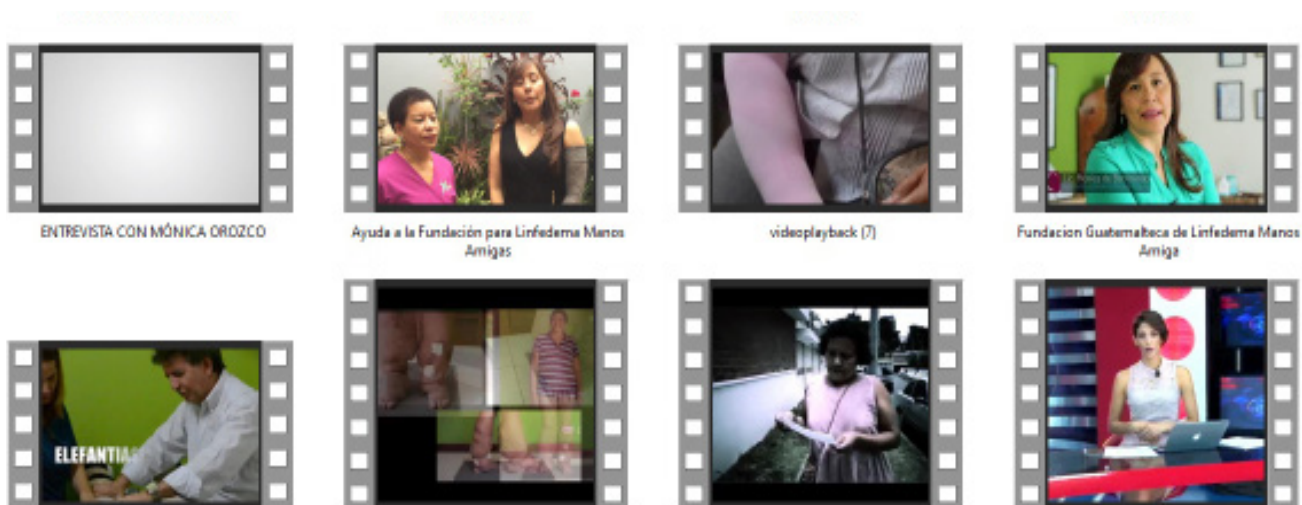 ENTREVISTA CON MÓNICA OROZCO
Ayuda a la Fundación para Linfedema Manos
Amigas
videoplayback (7)
Fundacion Guatemalteca de Linfedema Manos
Amiga
ELEFANTIAS